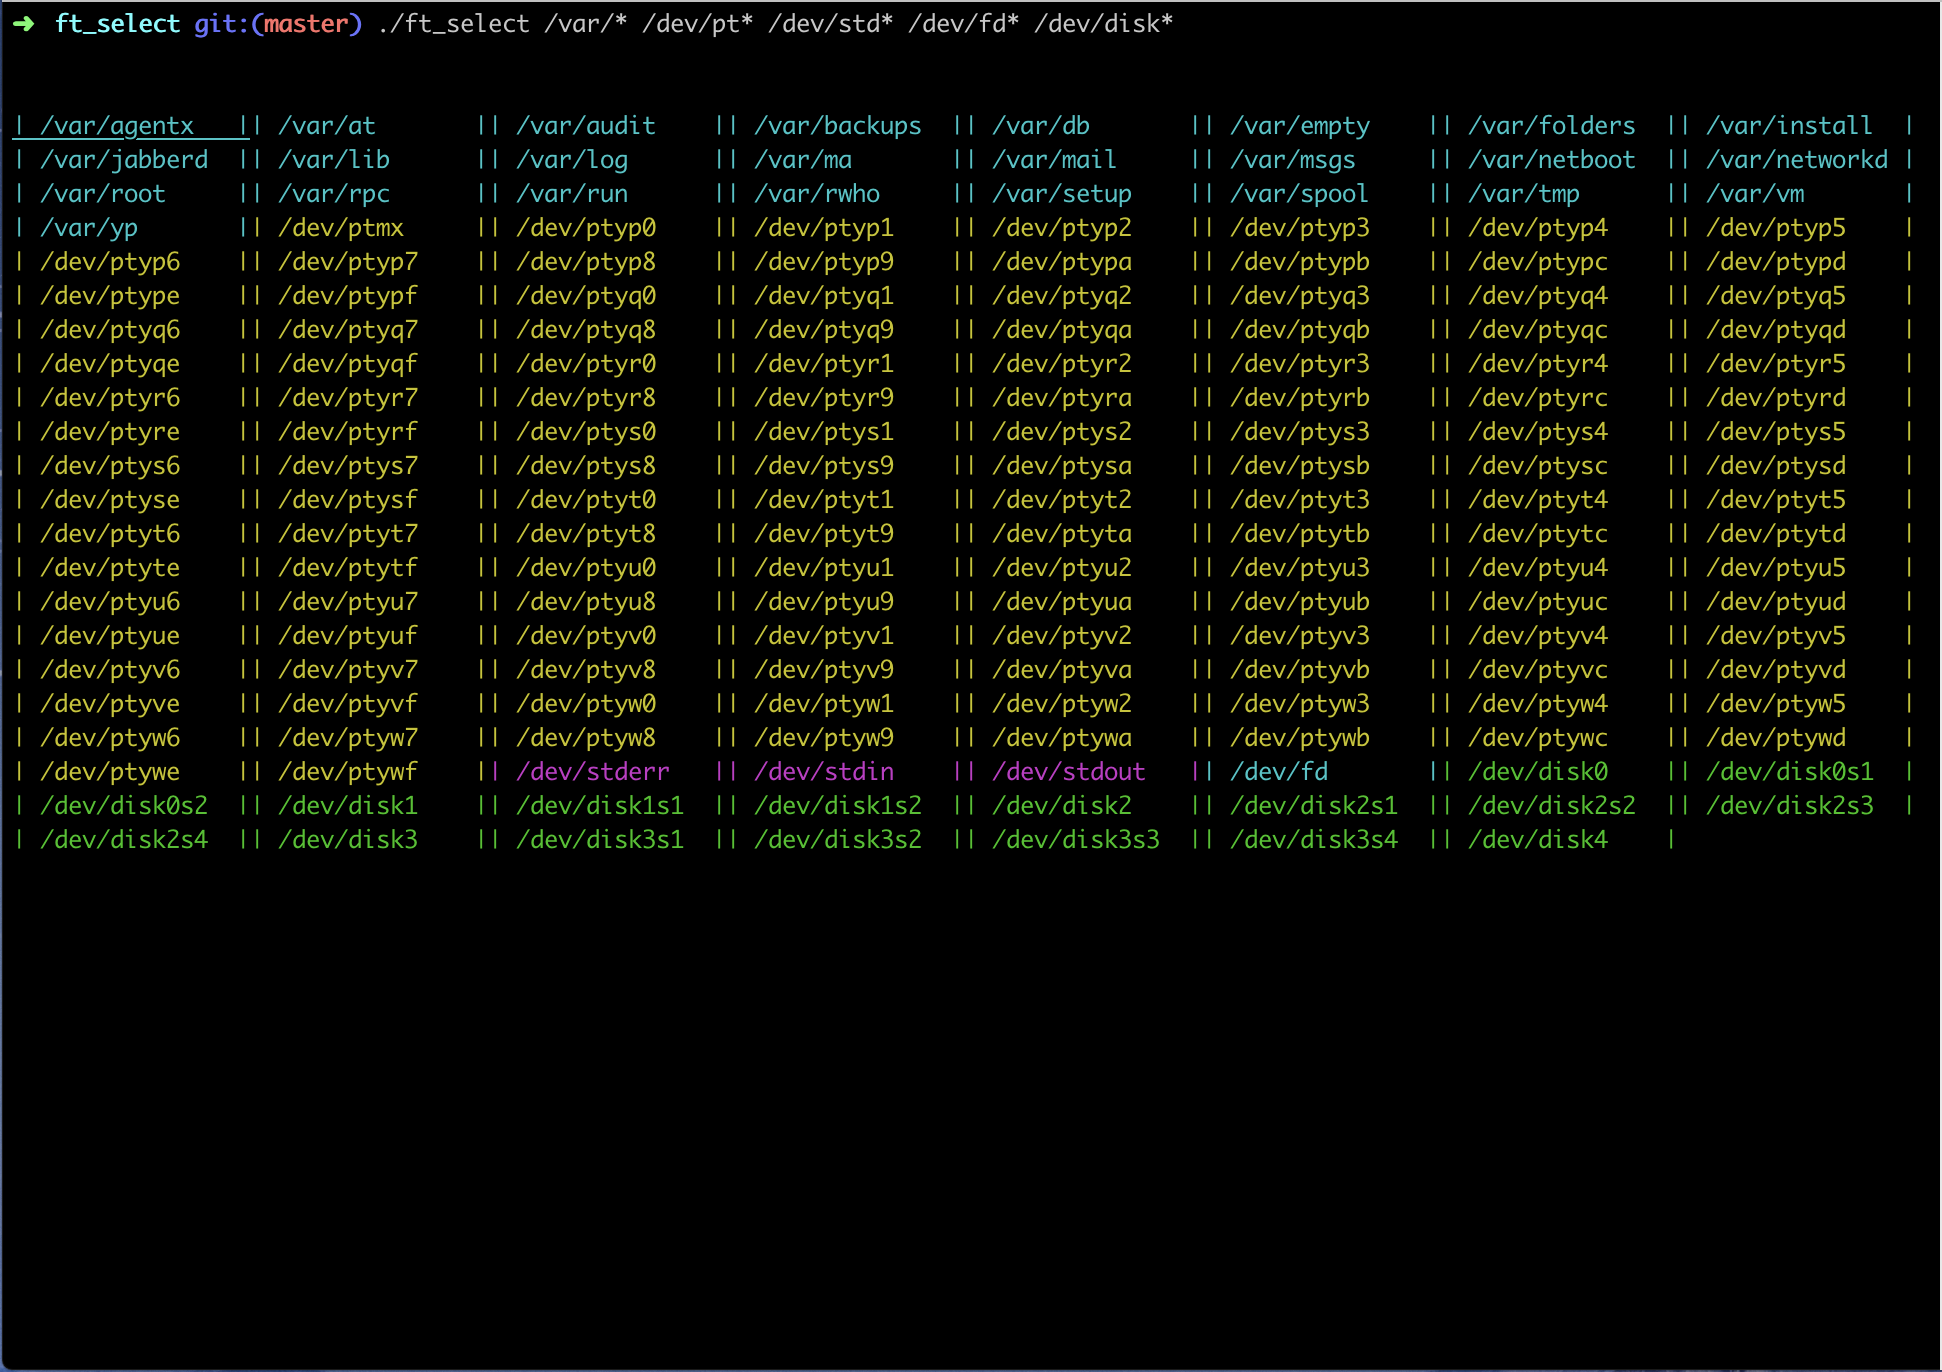 ➜  ft_select git:(master) ./ft_select /var/* /dev/pt* /dev/std* /dev/fd* /dev/disk*
| /var/agentx   || /var/at       || /var/audit    || /var/backups  || /var/db       || /var/empty    || /var/folders  || /var/install  |
| /var/jabberd  || /var/lib      || /var/log      || /var/ma       || /var/mail     || /var/msgs     || /var/netboot  || /var/networkd |
| /var/root     || /var/rpc      || /var/run      || /var/rwho     || /var/setup    || /var/spool    || /var/tmp      || /var/vm       |
| /var/yp       || /dev/ptmx     || /dev/ptyp0    || /dev/ptyp1    || /dev/ptyp2    || /dev/ptyp3    || /dev/ptyp4    || /dev/ptyp5    |
| /dev/ptyp6    || /dev/ptyp7    || /dev/ptyp8    || /dev/ptyp9    || /dev/ptypa    || /dev/ptypb    || /dev/ptypc    || /dev/ptypd    |
| /dev/ptype    || /dev/ptypf    || /dev/ptyq0    || /dev/ptyq1    || /dev/ptyq2    || /dev/ptyq3    || /dev/ptyq4    || /dev/ptyq5    |
| /dev/ptyq6    || /dev/ptyq7    || /dev/ptyq8    || /dev/ptyq9    || /dev/ptyqa    || /dev/ptyqb    || /dev/ptyqc    || /dev/ptyqd    |
| /dev/ptyqe    || /dev/ptyqf    || /dev/ptyr0    || /dev/ptyr1    || /dev/ptyr2    || /dev/ptyr3    || /dev/ptyr4    || /dev/ptyr5    |
| /dev/ptyr6    || /dev/ptyr7    || /dev/ptyr8    || /dev/ptyr9    || /dev/ptyra    || /dev/ptyrb    || /dev/ptyrc    || /dev/ptyrd    |
| /dev/ptyre    || /dev/ptyrf    || /dev/ptys0    || /dev/ptys1    || /dev/ptys2    || /dev/ptys3    || /dev/ptys4    || /dev/ptys5    |
| /dev/ptys6    || /dev/ptys7    || /dev/ptys8    || /dev/ptys9    || /dev/ptysa    || /dev/ptysb    || /dev/ptysc    || /dev/ptysd    |
| /dev/ptyse    || /dev/ptysf    || /dev/ptyt0    || /dev/ptyt1    || /dev/ptyt2    || /dev/ptyt3    || /dev/ptyt4    || /dev/ptyt5    |
| /dev/ptyt6    || /dev/ptyt7    || /dev/ptyt8    || /dev/ptyt9    || /dev/ptyta    || /dev/ptytb    || /dev/ptytc    || /dev/ptytd    |
| /dev/ptyte    || /dev/ptytf    || /dev/ptyu0    || /dev/ptyu1    || /dev/ptyu2    || /dev/ptyu3    || /dev/ptyu4    || /dev/ptyu5    |
| /dev/ptyu6    || /dev/ptyu7    || /dev/ptyu8    || /dev/ptyu9    || /dev/ptyua    || /dev/ptyub    || /dev/ptyuc    || /dev/ptyud    |
| /dev/ptyue    || /dev/ptyuf    || /dev/ptyv0    || /dev/ptyv1    || /dev/ptyv2    || /dev/ptyv3    || /dev/ptyv4    || /dev/ptyv5    |
| /dev/ptyv6    || /dev/ptyv7    || /dev/ptyv8    || /dev/ptyv9    || /dev/ptyva    || /dev/ptyvb    || /dev/ptyvc    || /dev/ptyvd    |
| /dev/ptyve    || /dev/ptyvf    || /dev/ptyw0    || /dev/ptyw1    || /dev/ptyw2    || /dev/ptyw3    || /dev/ptyw4    || /dev/ptyw5    |
| /dev/ptyw6    || /dev/ptyw7    || /dev/ptyw8    || /dev/ptyw9    || /dev/ptywa    || /dev/ptywb    || /dev/ptywc    || /dev/ptywd    |
| /dev/ptywe    || /dev/ptywf    || /dev/stderr   || /dev/stdin    || /dev/stdout   || /dev/fd       || /dev/disk0    || /dev/disk0s1  |
| /dev/disk0s2  || /dev/disk1    || /dev/disk1s1  || /dev/disk1s2  || /dev/disk2    || /dev/disk2s1  || /dev/disk2s2  || /dev/disk2s3  |
| /dev/disk2s4  || /dev/disk3    || /dev/disk3s1  || /dev/disk3s2  || /dev/disk3s3  || /dev/disk3s4  || /dev/disk4    |